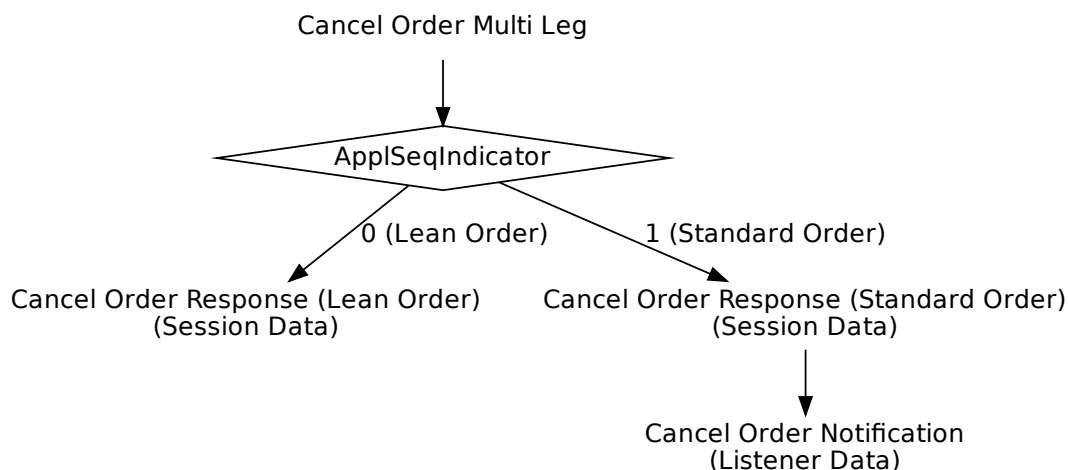 Cancel Order Multi Leg
ApplSeqIndicator
0 (Lean Order)
1 (Standard Order)
Cancel Order Response (Lean Order)
(Session Data)
Cancel Order Response (Standard Order)
(Session Data)
Cancel Order Notification
(Listener Data)